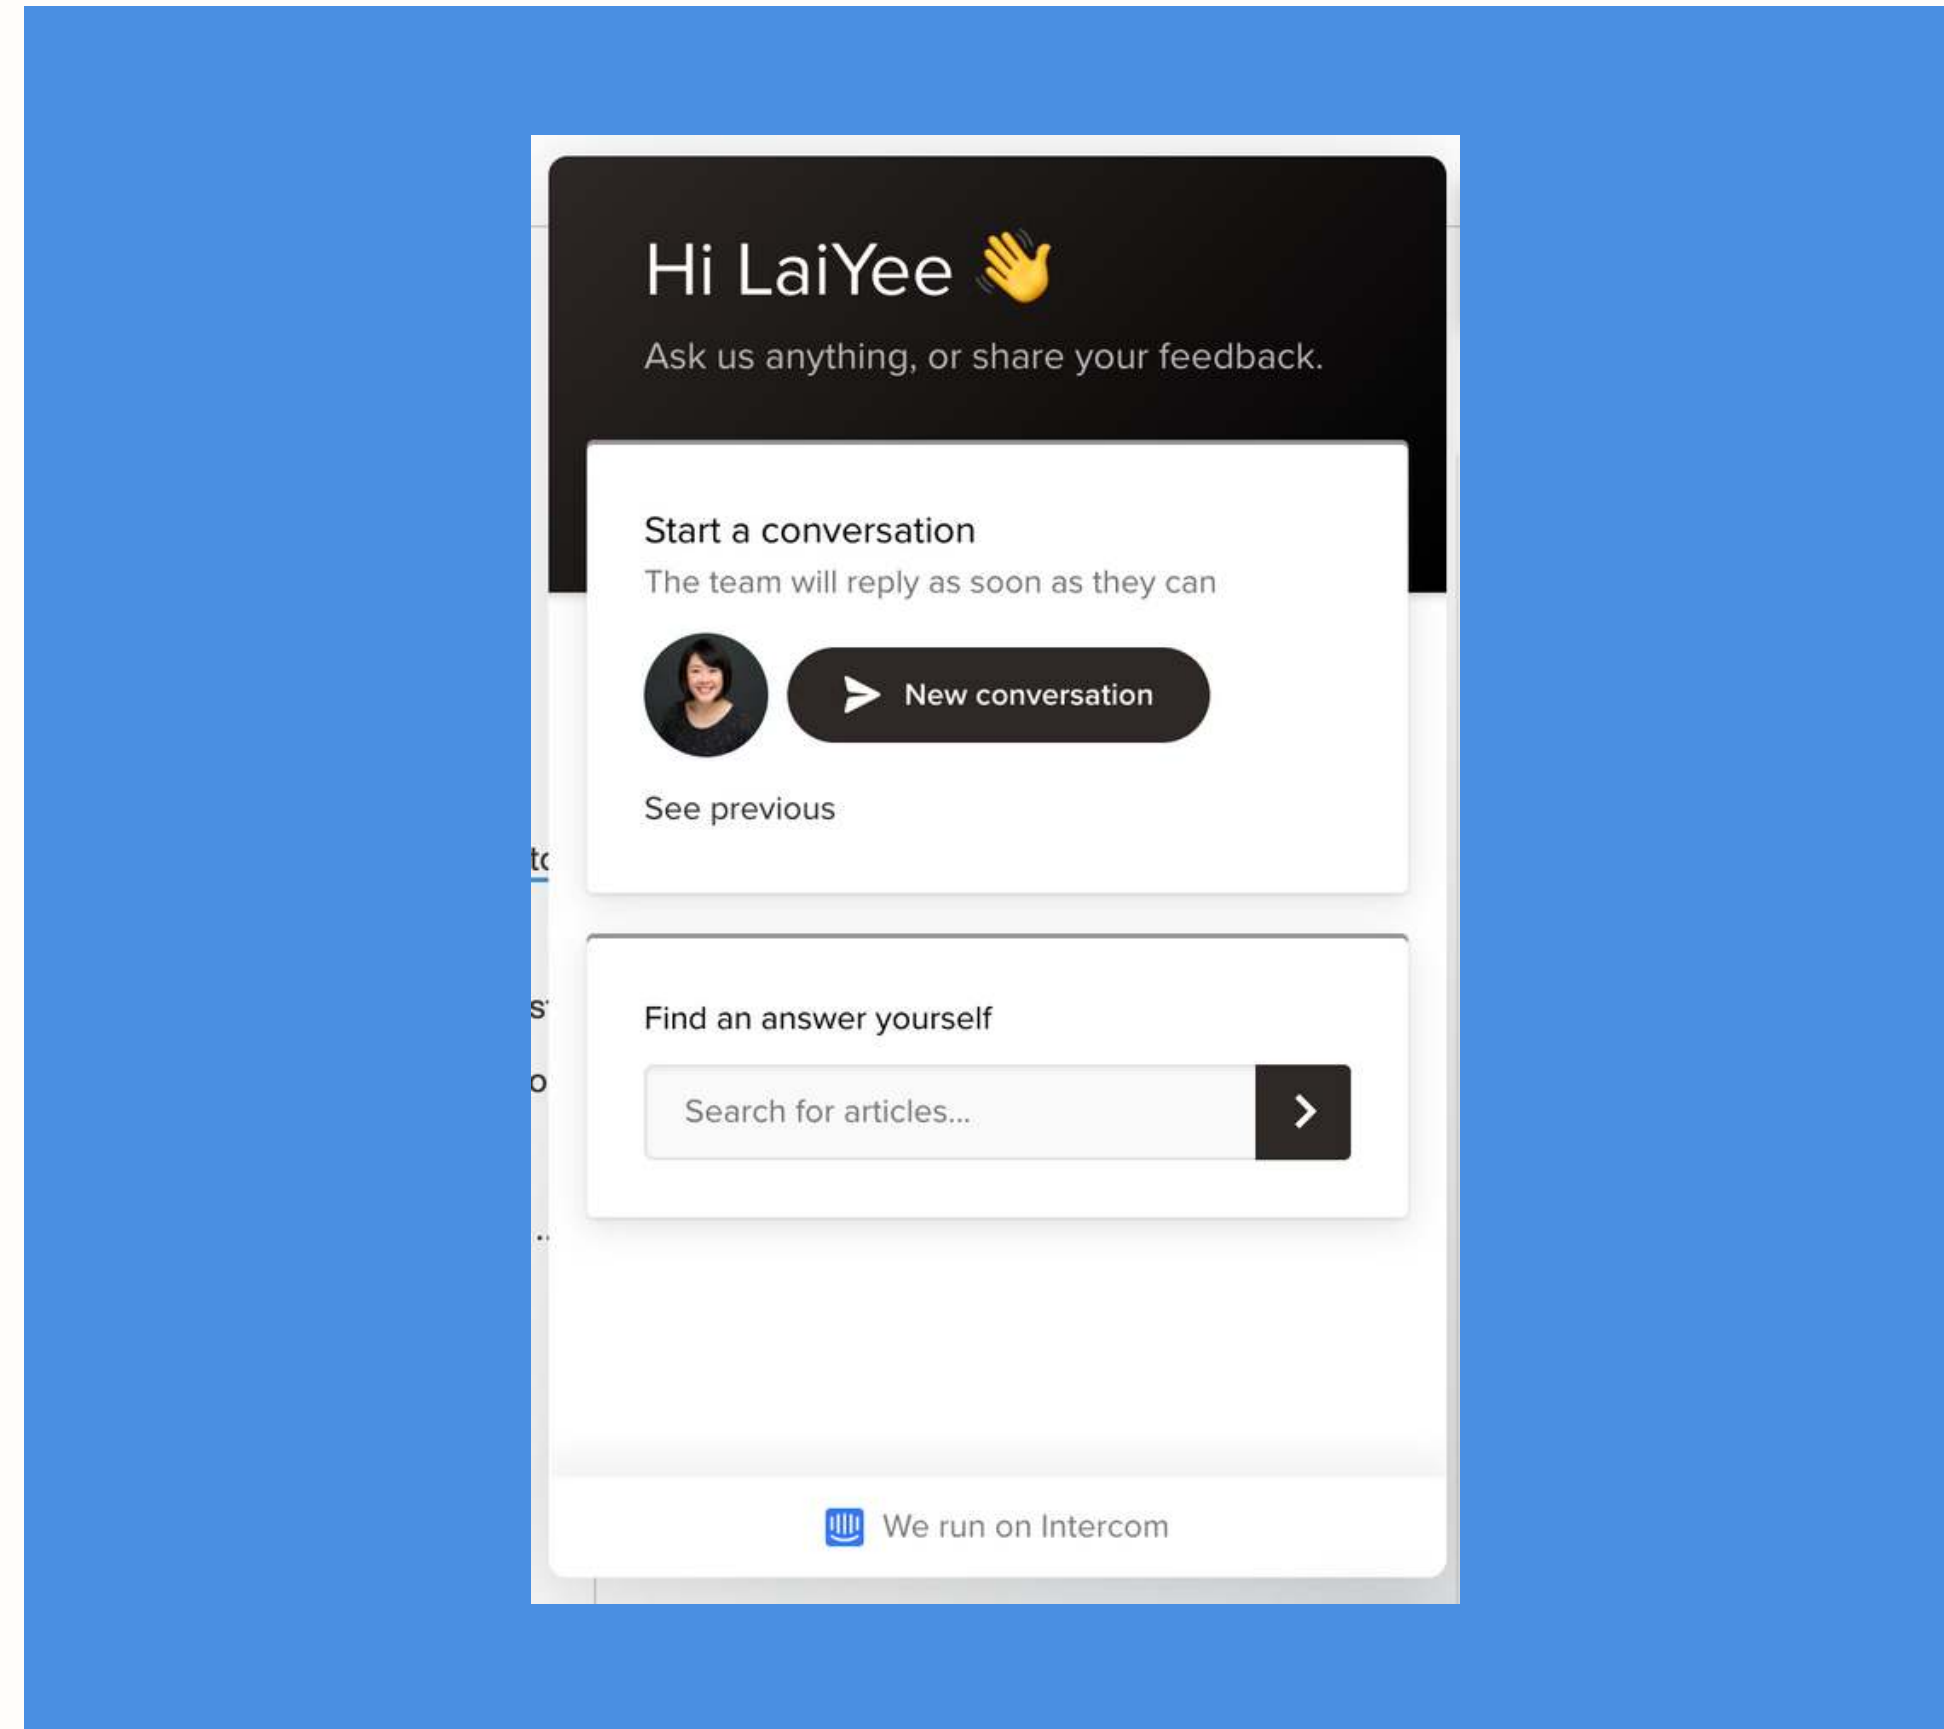 Hi LaiYee 👋
Ask us anything, or share your feedback.
Start a conversation
The team will reply as soon as they can
New conversation
See previous
Find an answer yourself
Search for articles...
We run on Intercom